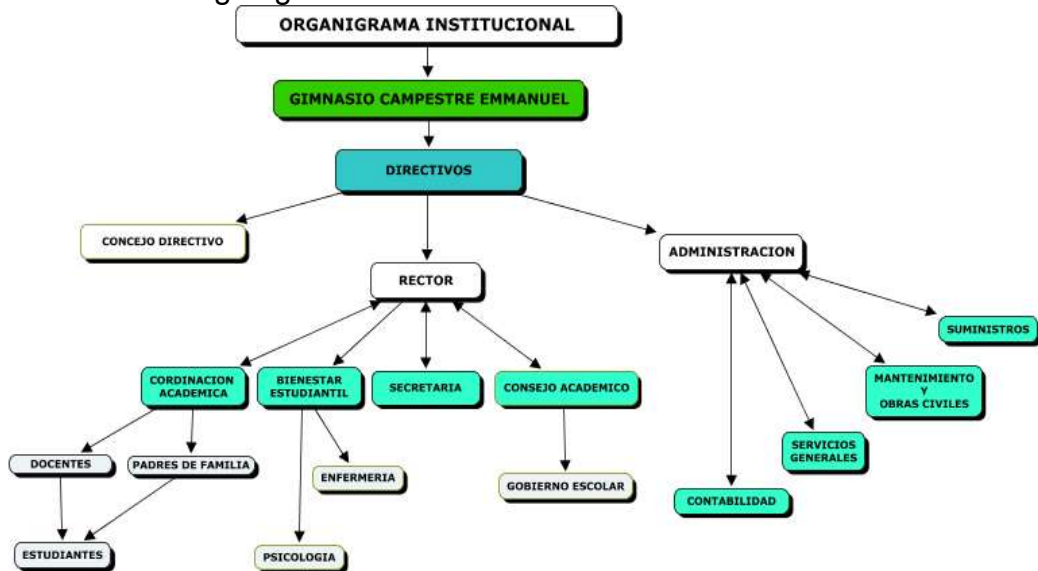 ORGANIGRAMA INSTITUCIONAL
GIMNASIO CAMPESTRE EMMANUEL
DIRECTIVOS
CONCEJO DIRECTIVO
RECTOR
ADMINISTRACION
SUMINISTROS
CORDINACION
ACADEMICA
BIENESTAR
ESTUDIANTIL
SECRETARIA
CONSEJO ACADEMICO
MANTENIMIENTO
Y
OBRAS CIVILES
DOCENTES
PADRES DE FAMILIA
ENFERMERIA
GOBIERNO ESCOLAR
SERVICIOS
GENERALES
CONTABILIDAD
ESTUDIANTES
PSICOLOGIA